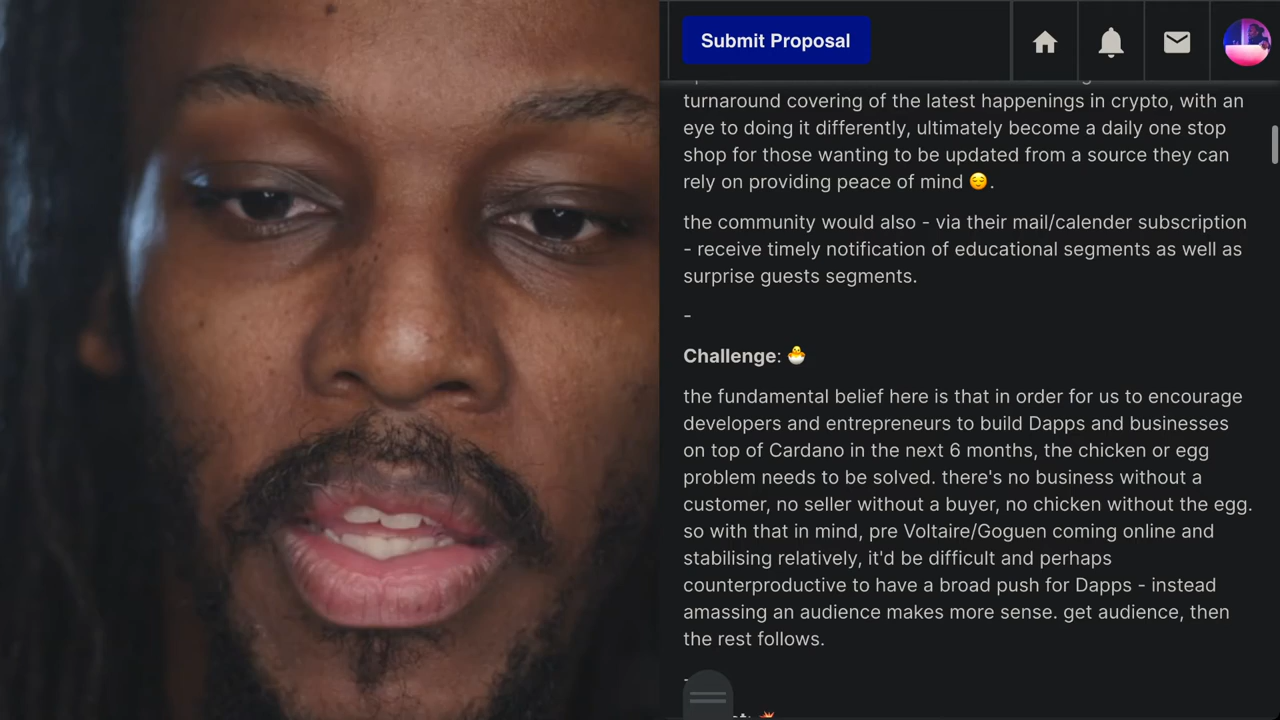 Submit Proposal
turnaround covering of the latest happenings in crypto, with an
eye to doing it differently, ultimately become a daily one stop
shop for those wanting to be updated from a source they can
rely on providing peace of mind 😌.
the community would also - via their mail/calender subscription
- receive timely notification of educational segments as well as
surprise guests segments.
-
Challenge: 🐣
the fundamental belief here is that in order for us to encourage
developers and entrepreneurs to build Dapps and businesses
on top of Cardano in the next 6 months, the chicken or egg
problem needs to be solved. there's no business without a
customer, no seller without a buyer, no chicken without the egg.
so with that in mind, pre Voltaire/Goguen coming online and
stabilising relatively, it'd be difficult and perhaps
counterproductive to have a broad push for Dapps - instead
amassing an audience makes more sense. get audience, then
the rest follows.
-